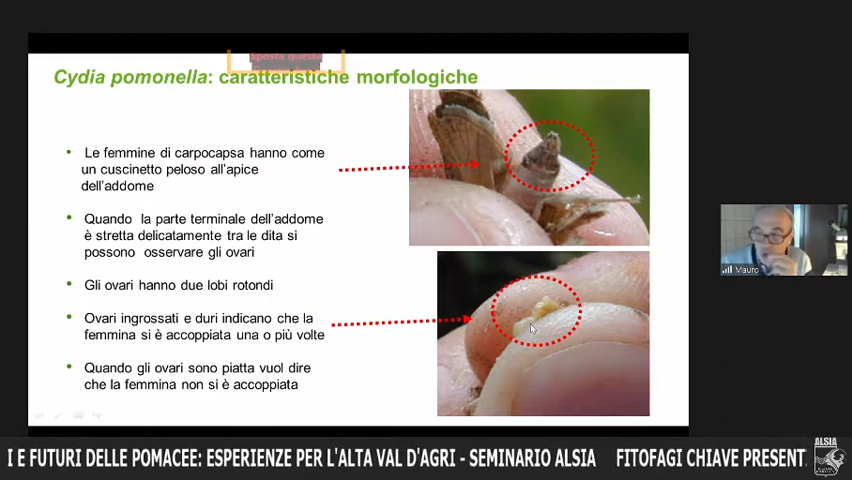 Sposta questa
Cydia pomonella: caratteristiche morfologiche
• Le femmine di carpocapsa hanno come
un cuscinetto peloso all'apice
dell'addome
• Quando la parte terminale dell'addome
è stretta delicatamente tra le dita si
possono osservare gli ovari
• Gli ovari hanno due lobi rotondi
• Ovari ingrossati e duri indicano che la
femmina si è accoppiata una o più volte
• Quando gli ovari sono piatta vuol dire
che la femmina non si è accoppiata
Mauro
I E FUTURI DELLE POMACEE: ESPERIENZE PER L'ALTA VAL D'AGRI - SEMINARIO ALSIA FITOFAGI CHIAVE PRESENT
ALSIA